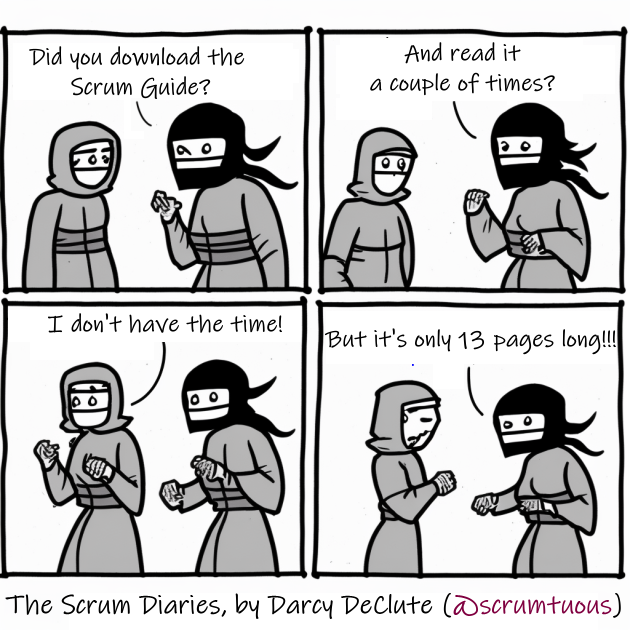 Did you download the
Scrum Guide?
And read it
a couple of times?
I don't have the time!
But it's only 13 pages long!!!
The Scrum Diaries, by Darcy DeClute (@scrumtuous)